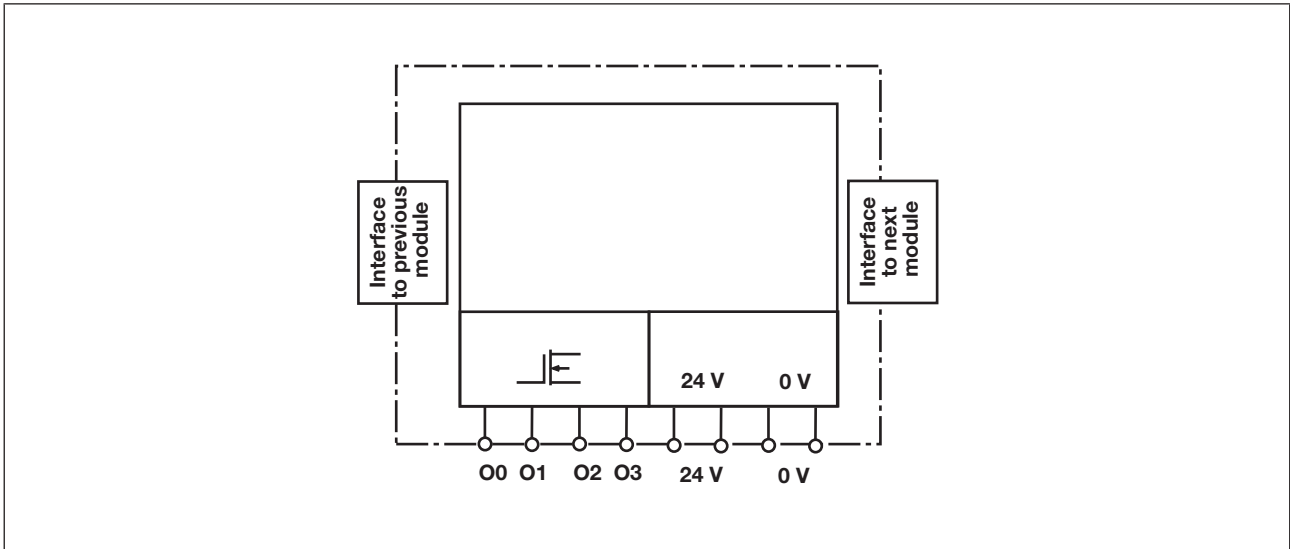 Interface
to previous
module
Interface
to next
module
24 V 0 V
O0 O1 O2 O3 24 V 0 V